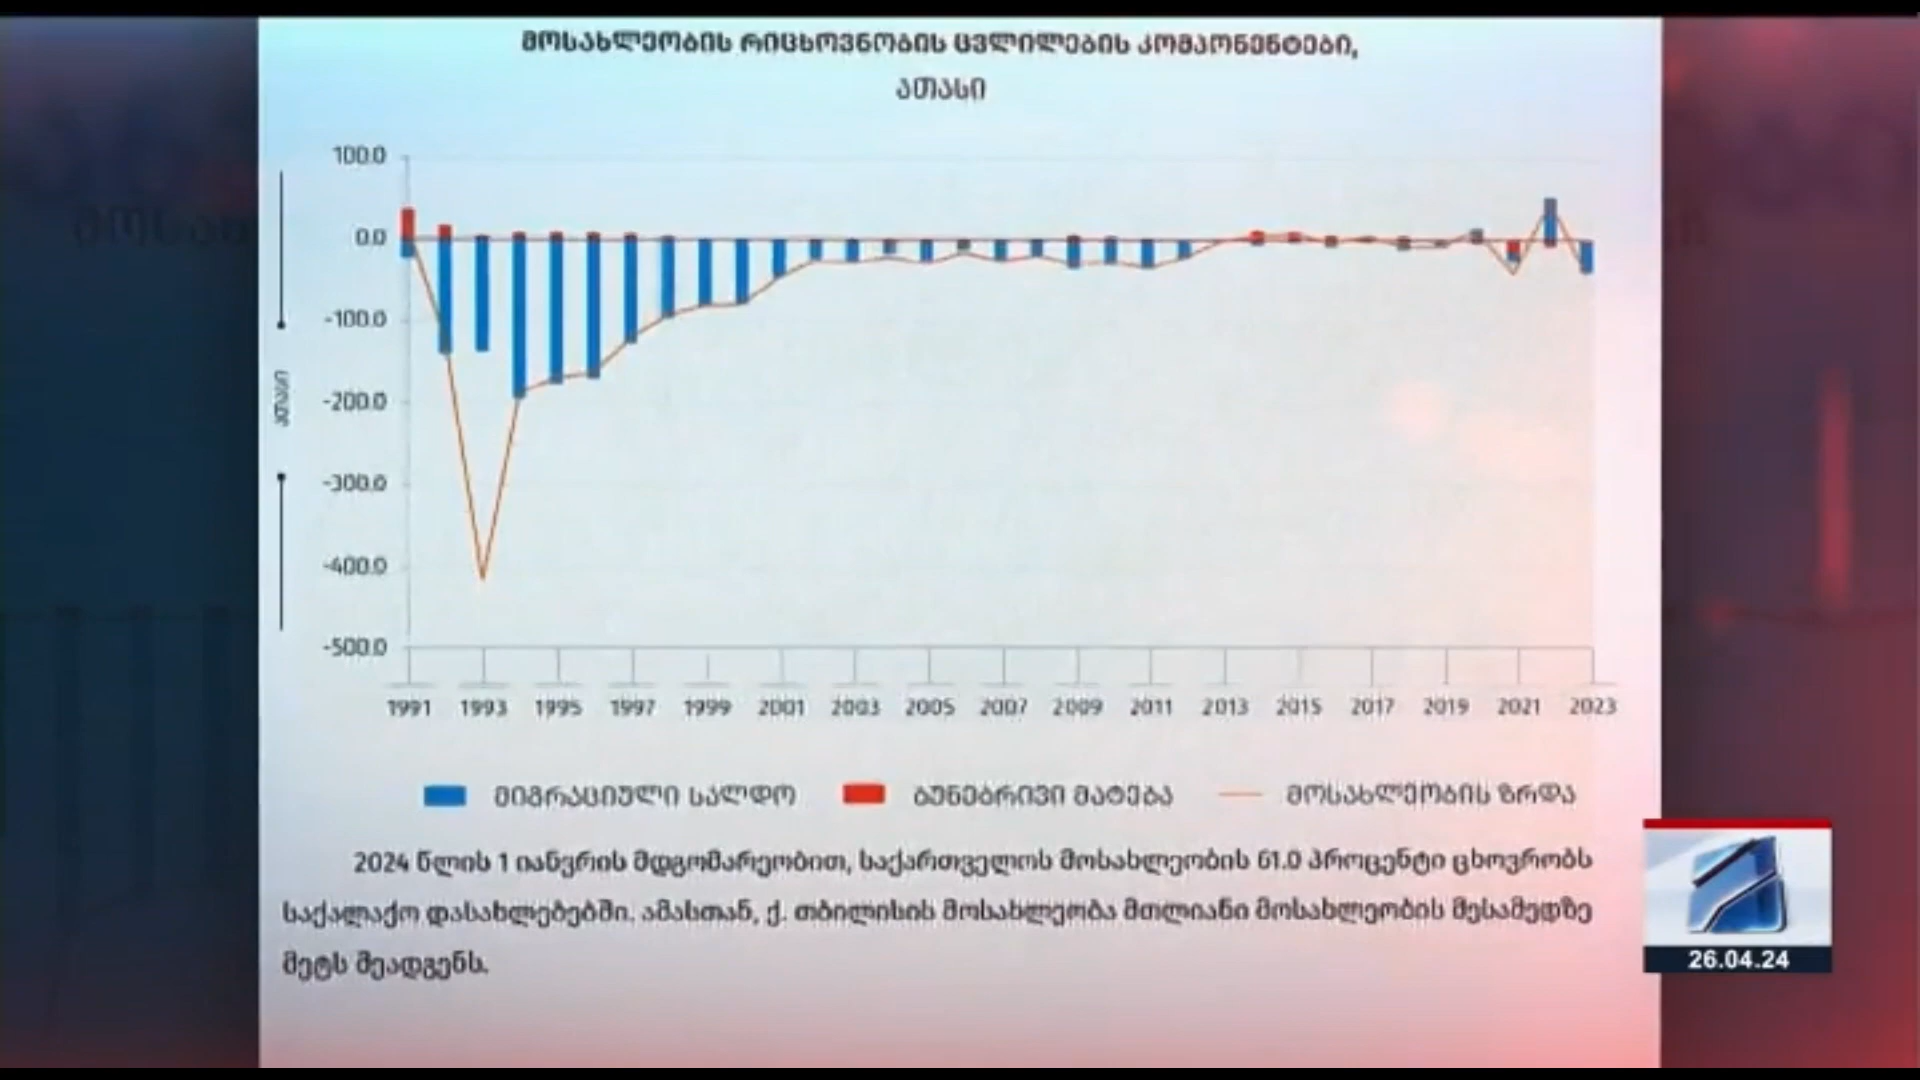 მოსახლეობის რიცხოვნობის ცვლილების კომპონენტები,
ათასი
100.0
0.0
-100.0
-200.0
-300.0
-400.0
-500.0
ათასი
1991 1993 1995 1997 1999 2001 2003 2005 2007 2009 2011 2013 2015 2017 2019 2021 2023
მიგრაციული სალდო ბუნებრივი მატება მოსახლეობის ზრდა
2024 წლის 1 იანვრის მდგომარეობით, საქართველოს მოსახლეობის 61.0 პროცენტი ცხოვრობს
საქალაქო დასახლებებში. ამასთან, ქ. თბილისის მოსახლეობა მთლიანი მოსახლეობის მესამედზე
მეტს შეადგენს.
26.04.24